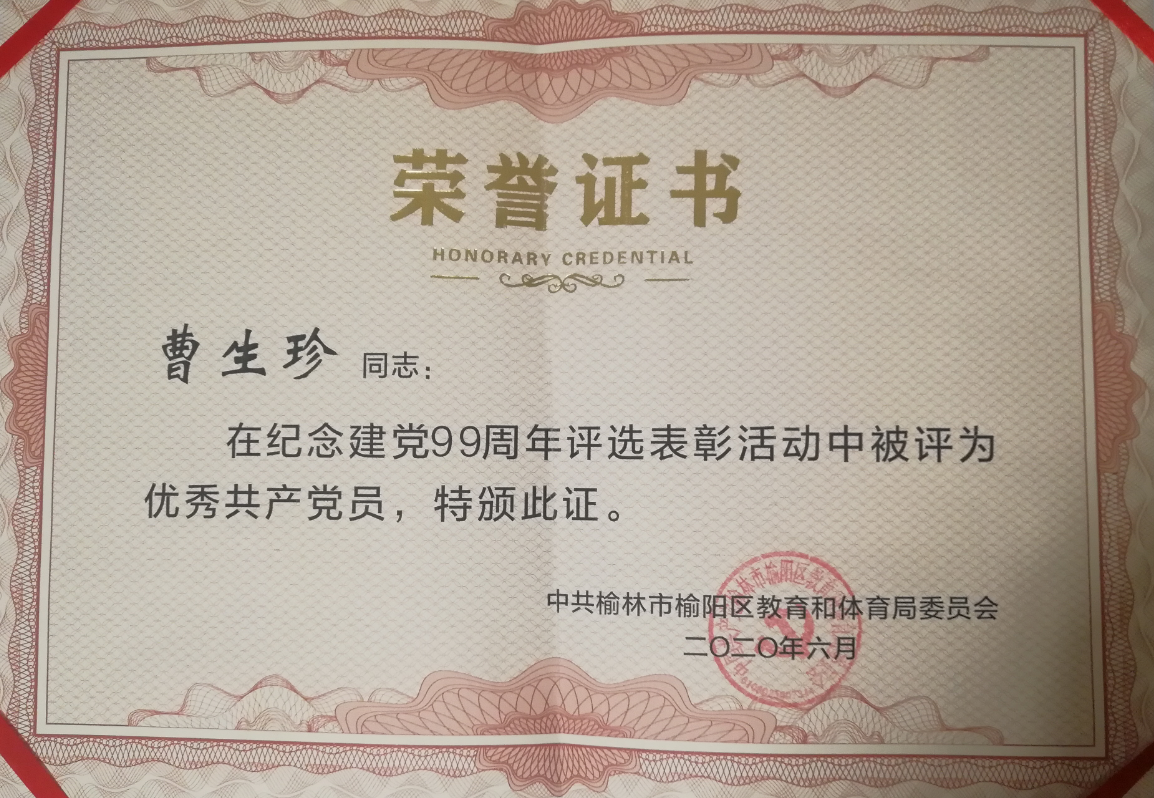 荣誉证书
HONORARY CREDENTIAL
曹生珍 同志：
在纪念建党99周年评选表彰活动中被评为
优秀共产党员，特颁此证。
中共榆林市榆阳区教育和体育局委员会
二〇二〇年六月